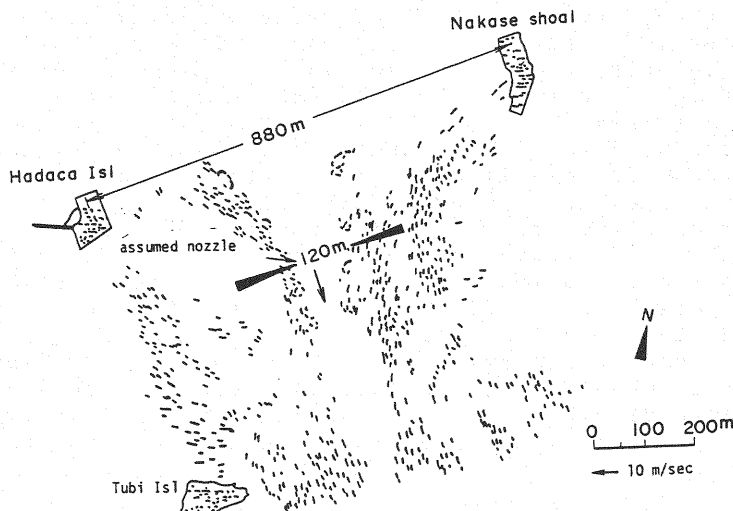 Nakase shoal
880m
Hadaca Isl
assumed nozzle
120m
N
0 100 200m
10 m/sec
Tubi Isl